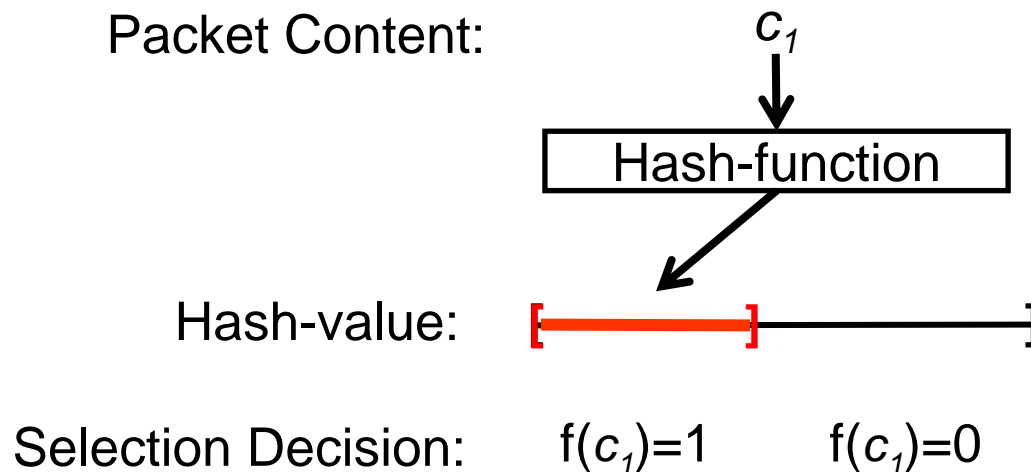 Packet Content: c₁
Hash-function
Hash-value: [ ] ]
Selection Decision: f(c₁)=1 f(c₁)=0